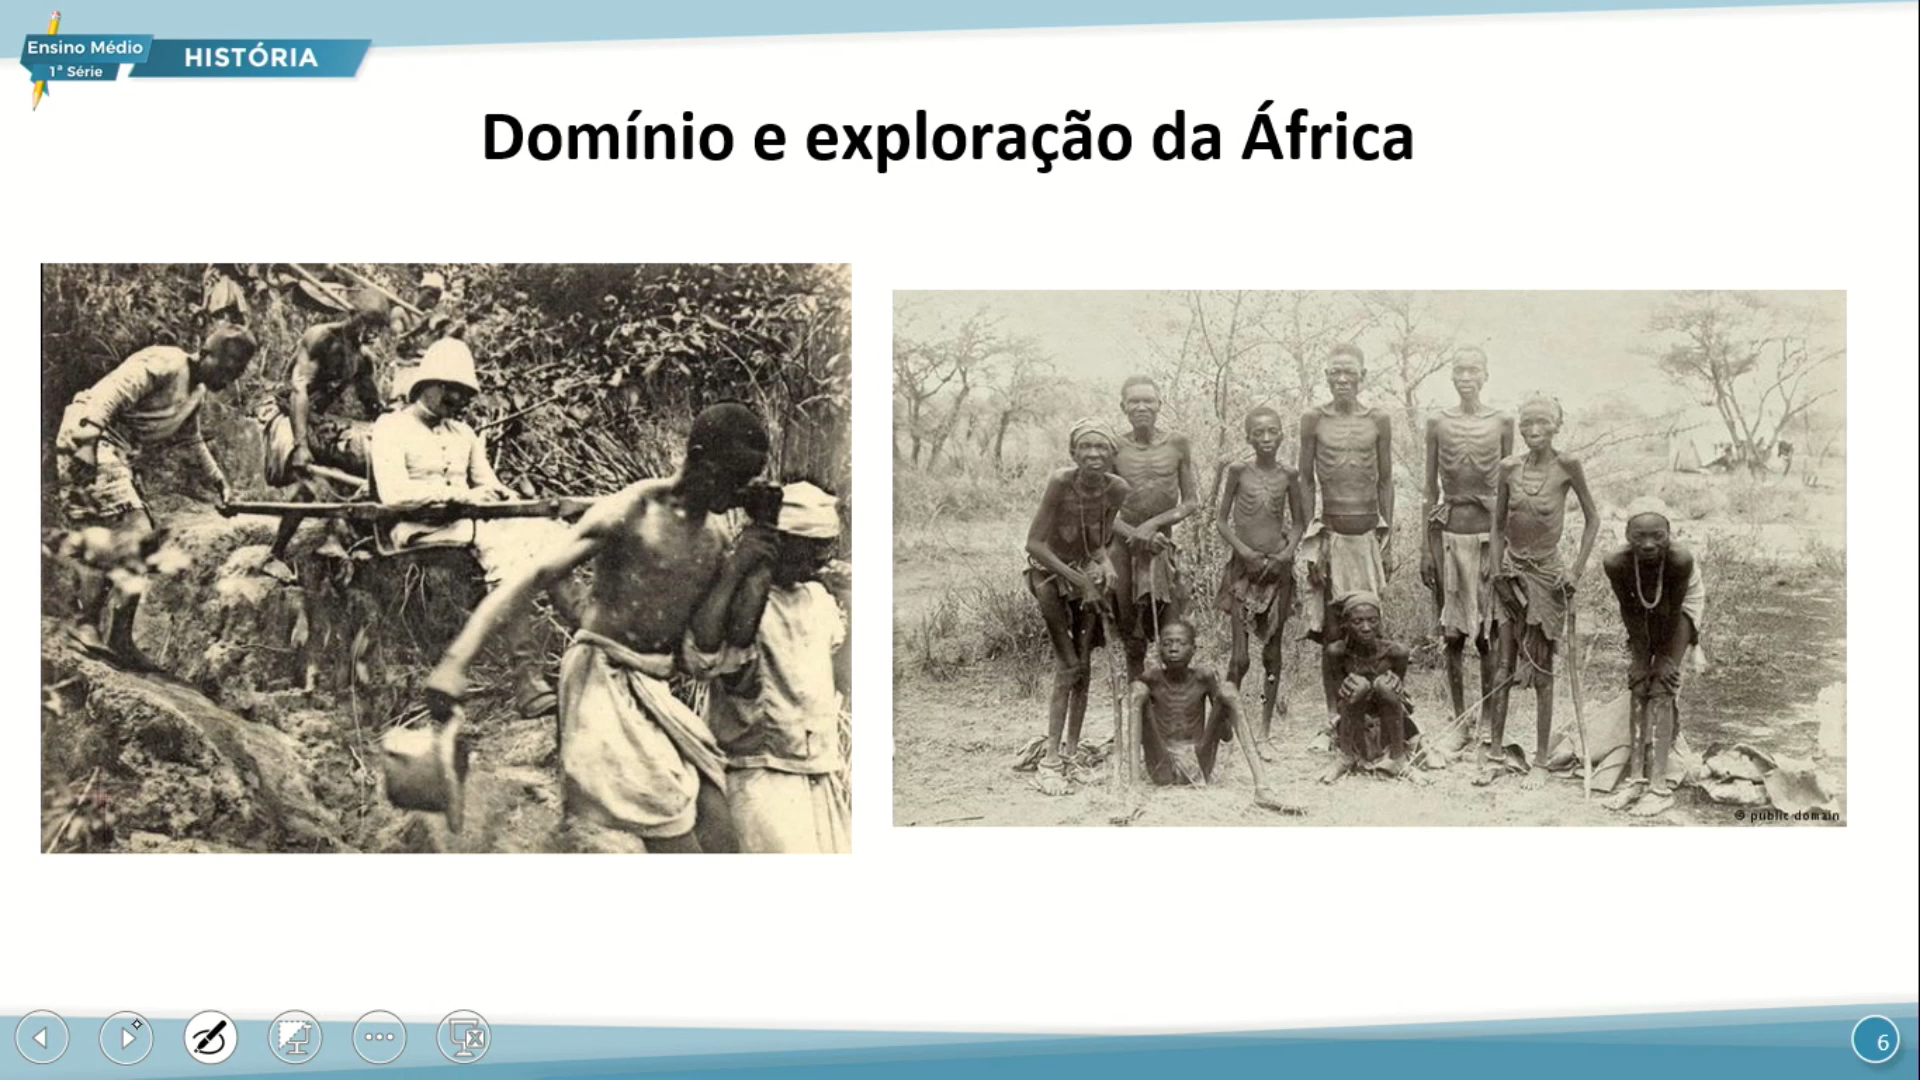 Ensino Médio
1ª Série
HISTÓRIA
Domínio e exploração da África
© public domain
6